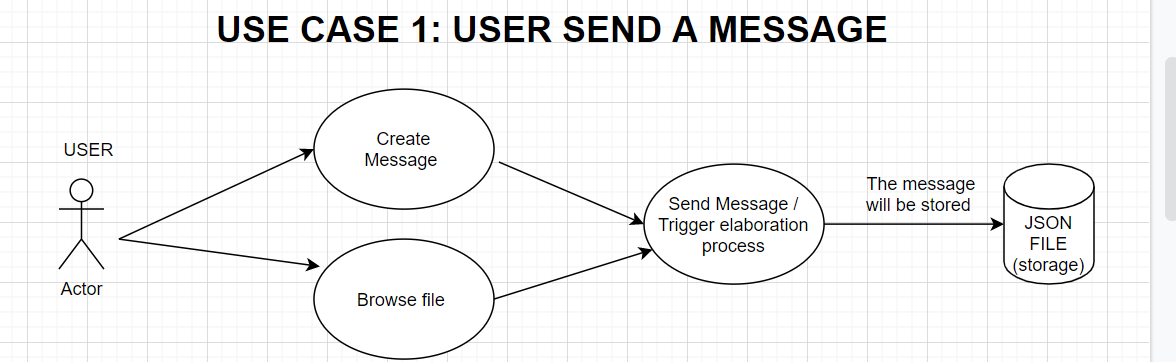 USE CASE 1: USER SEND A MESSAGE
USER
Actor
Create
Message
Browse file
Send Message /
Trigger elaboration
process
The message
will be stored
JSON
FILE
(storage)